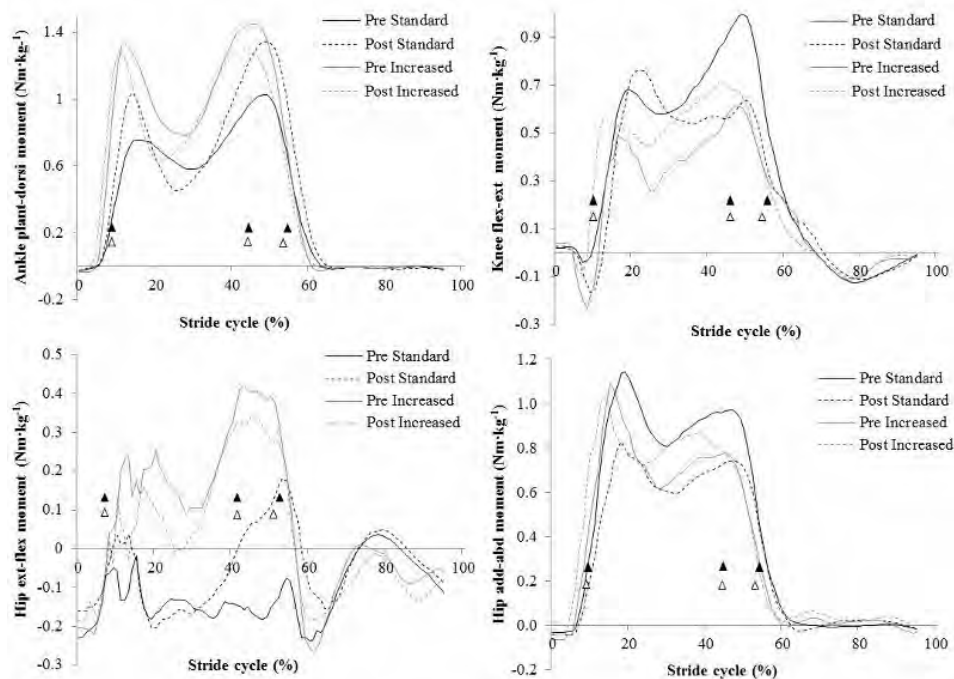 Ankle plant-dorsi moment (Nm·kg⁻¹)
1.4
1
0.6
0.2
-0.2
0 20 40 60 80 100
Stride cycle (%)
Pre Standard
Post Standard
Pre Increased
Post Increased
Knee flex-ext moment (Nm·kg⁻¹)
0.9
0.7
0.5
0.3
0.1
-0.1
-0.3
0 20 40 60 80 100
Stride cycle (%)
Pre Standard
Post Standard
Pre Increased
Post Increased
Hip ext-flex moment (Nm·kg⁻¹)
0.5
0.4
0.3
0.2
0.1
0
-0.1
-0.2
-0.3
20 40 60 80 100
Stride cycle (%)
Pre Standard
Post Standard
Pre Increased
Post Increased
Hip add-abd moment (Nm·kg⁻¹)
1.2
1.0
0.8
0.6
0.4
0.2
0.0
-0.2
0 20 40 60 80 100
Stride cycle (%)
Pre Standard
Post Standard
Pre Increased
Post Increased